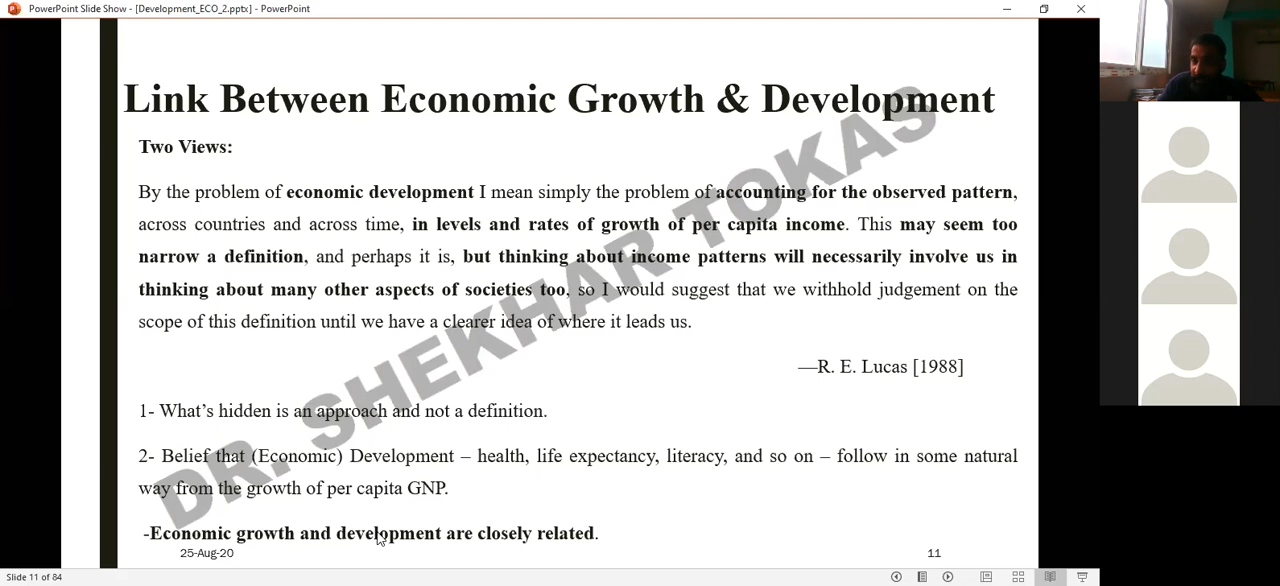 PowerPoint Slide Show - [Development_ECO_2.pptx] - PowerPoint
Link Between Economic Growth & Development
Two Views:
By the problem of economic development I mean simply the problem of accounting for the observed pattern,
across countries and across time, in levels and rates of growth of per capita income. This may seem too
narrow a definition, and perhaps it is, but thinking about income patterns will necessarily involve us in
thinking about many other aspects of societies too, so I would suggest that we withhold judgement on the
scope of this definition until we have a clearer idea of where it leads us.
—R. E. Lucas [1988]
1- What’s hidden is an approach and not a definition.
2- Belief that (Economic) Development – health, life expectancy, literacy, and so on – follow in some natural
way from the growth of per capita GNP.
-Economic growth and development are closely related.
DR. SHEKHAR TOKAS
25-Aug-20
11
Slide 11 of 84